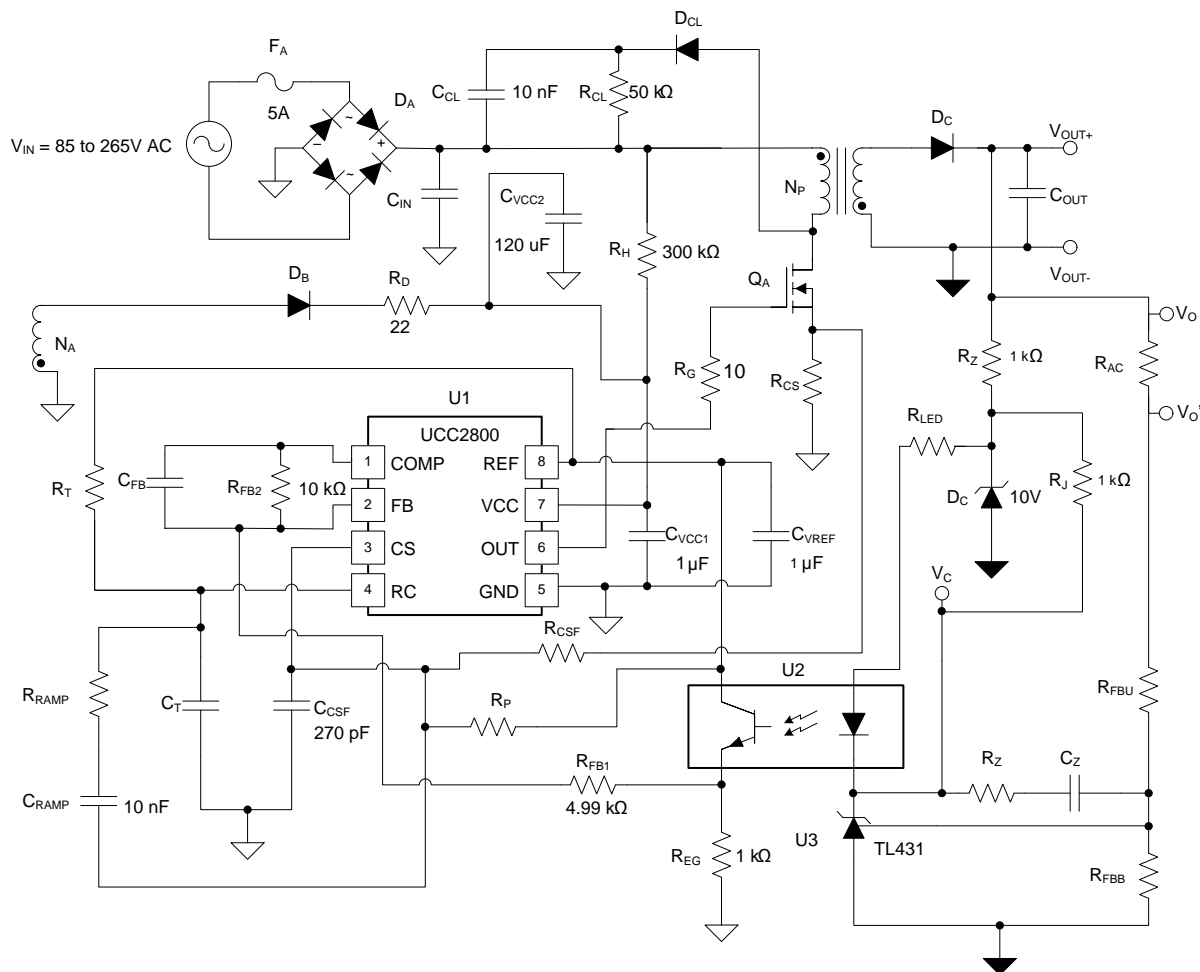 D_CL
F_A
C_CL
10 nF
R_CL
50 kΩ
5A
D_A
D_C
V_OUT+
V_IN = 85 to 265V AC
~
−
+
~
C_IN
N_P
C_OUT
C_VCC2
120 uF
R_H
300 kΩ
V_OUT-
D_B
R_D
Q_A
22
V_O
N_A
R_G
10
R_CS
R_Z
1 kΩ
R_AC
U1
V_O'
UCC2800
R_LED
1
COMP
REF
8
R_T
C_FB
R_FB2
10 kΩ
R_J
1 kΩ
2
FB
VCC
7
D_C
10V
3
CS
OUT
6
C_VCC1
1 µF
C_VREF
1 µF
4
RC
GND
5
V_C
R_CSF
U2
R_RAMP
C_T
C_CSF
270 pF
R_P
R_FBU
R_FB1
4.99 kΩ
R_Z
C_Z
C_RAMP
10 nF
U3
TL431
R_EG
1 kΩ
R_FBB